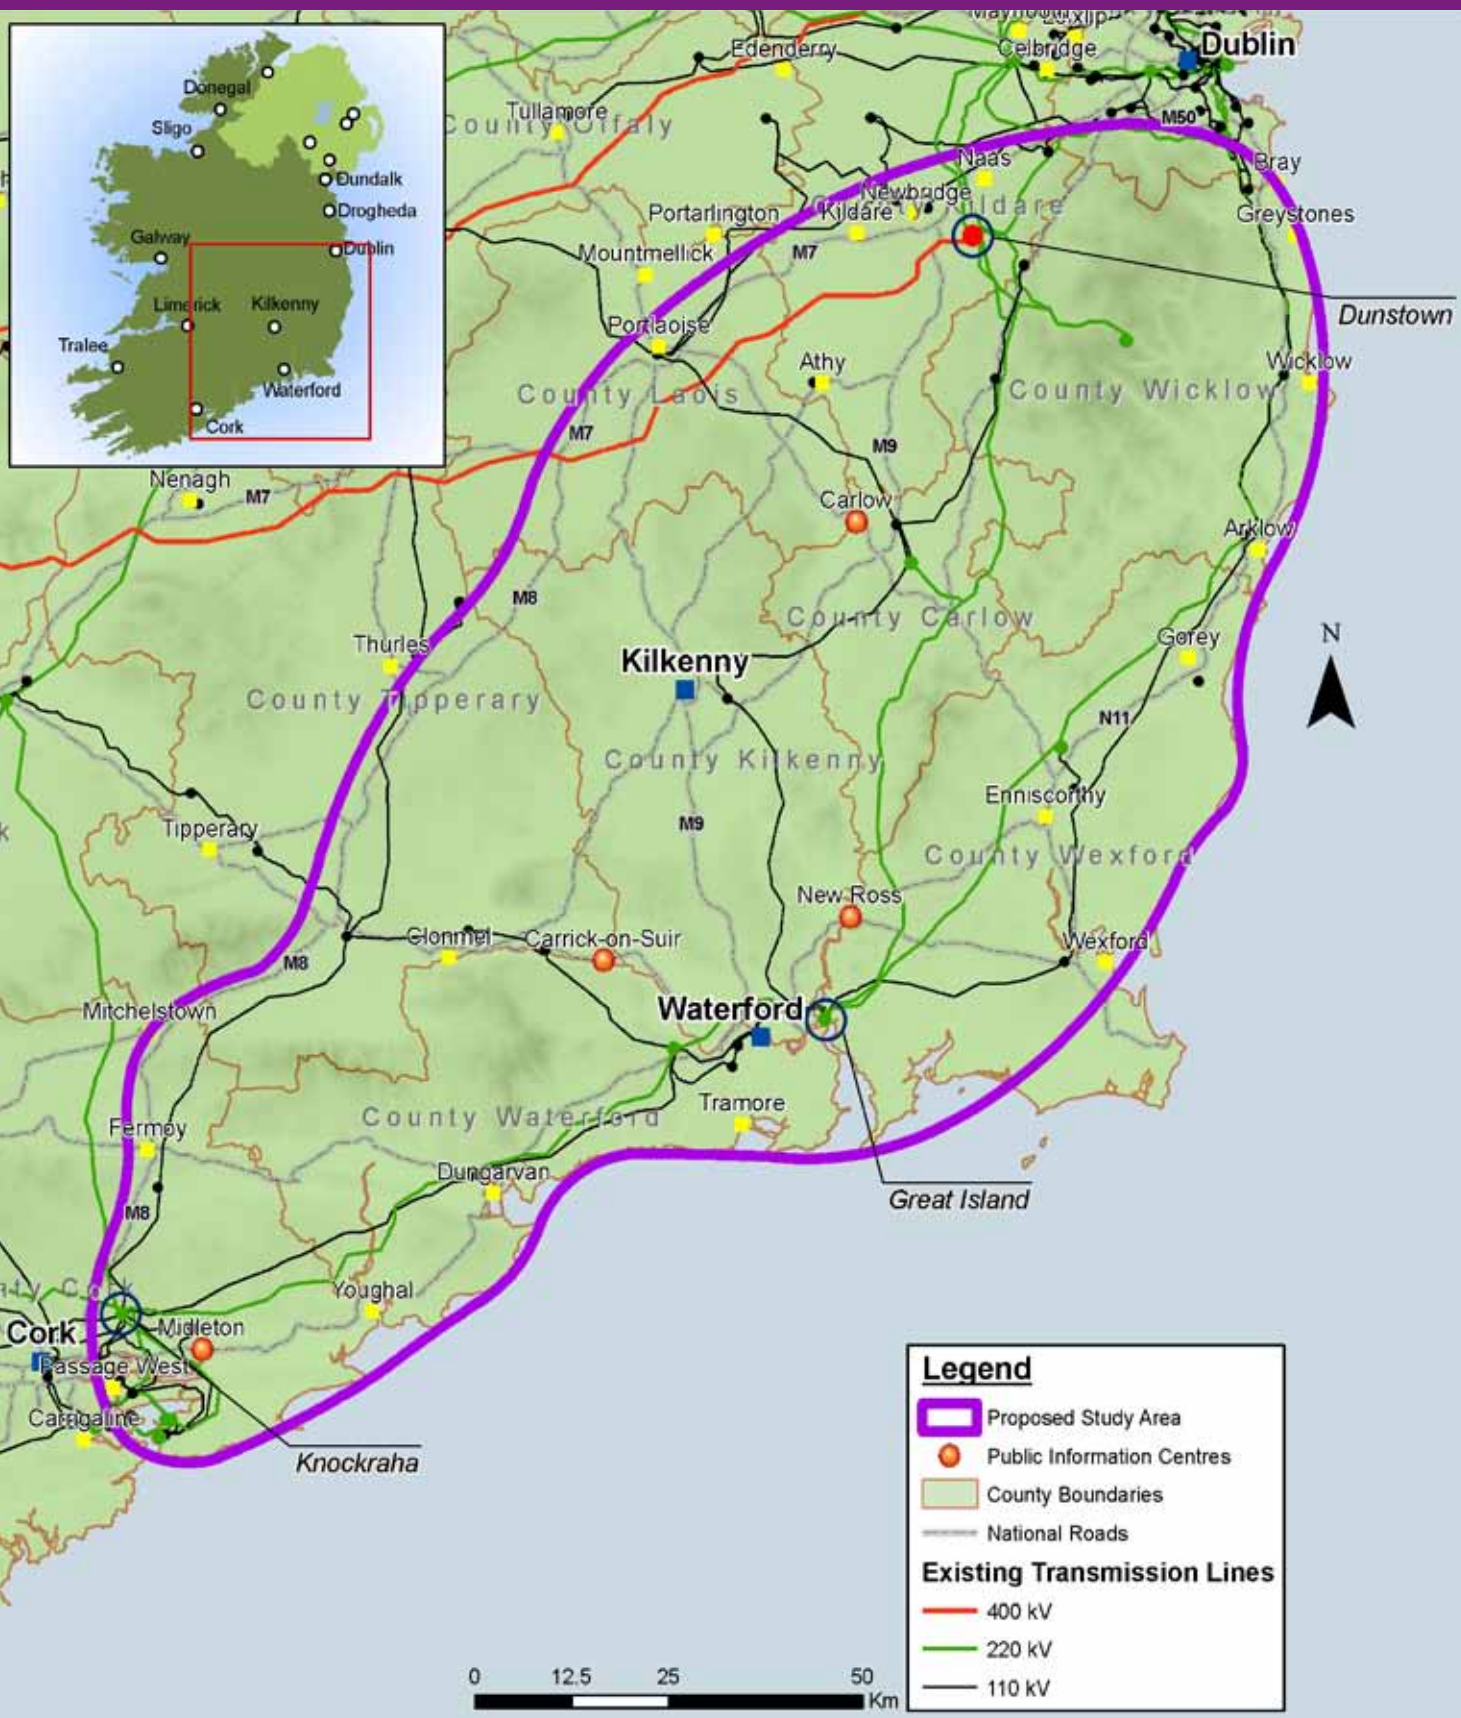 Maynooth
Leixlip
Dublin
Edenderry
Celbridge
Donegal
Tullamore
County Offaly
M50
Sligo
Naas
Bray
Dundalk
Newbridge
County Kildare
Drogheda
Portarlington
Kildare
Greystones
Galway
Dublin
Mountmellick
M7
Limerick
Kilkenny
Dunstown
Portlaoise
Tralee
Athy
Wicklow
Waterford
County Laois
County Wicklow
Cork
M7
M9
Nenagh
M7
Carlow
Arklow
M8
County Carlow
Thurles
Gorey
N
Kilkenny
County Tipperary
N11
County Kilkenny
Enniscorthy
Tipperary
M9
County Wexford
New Ross
Clonmel
Carrick-on-Suir
Wexford
M8
Mitchelstown
Waterford
Tramore
County Waterford
Fermoy
Dungarvan
Great Island
M8
Youghal
Cork
Midleton
Passage West
Carrigaline
Knockraha
Legend
Proposed Study Area
Public Information Centres
County Boundaries
National Roads
Existing Transmission Lines
400 kV
220 kV
110 kV
0 12.5 25 50
Km